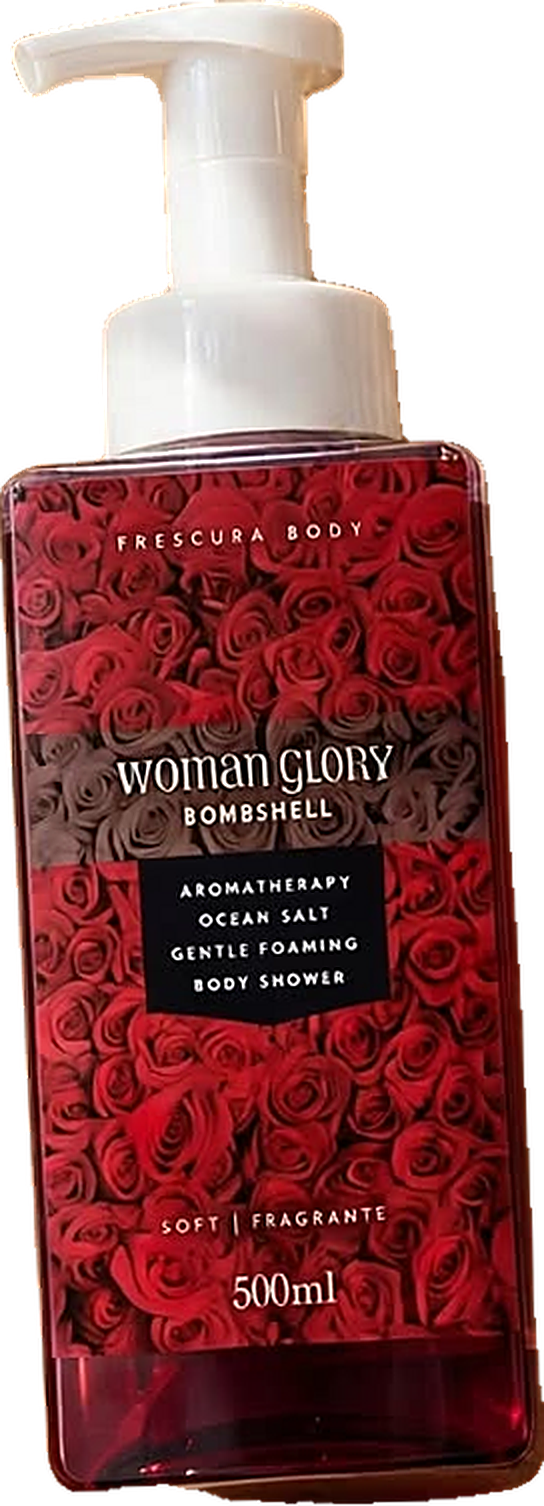 FRESCURA BODY
WOMAN GLORY
BOMBSHELL
AROMATHERAPY
OCEAN SALT
GENTLE FOAMING
BODY SHOWER
SOFT | FRAGRANTE
500ml